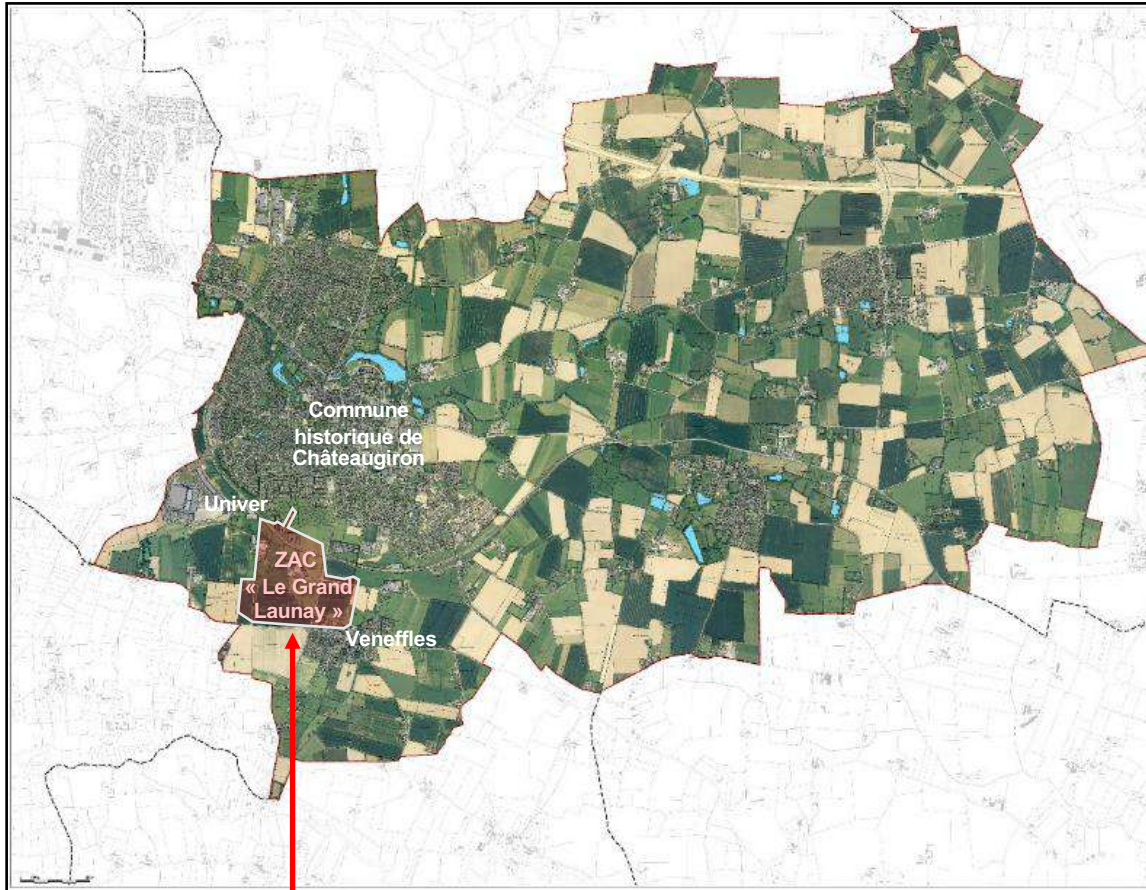 Commune
historique de
Châteaugiron
Univer
ZAC
« Le Grand
Launay »
Veneffles